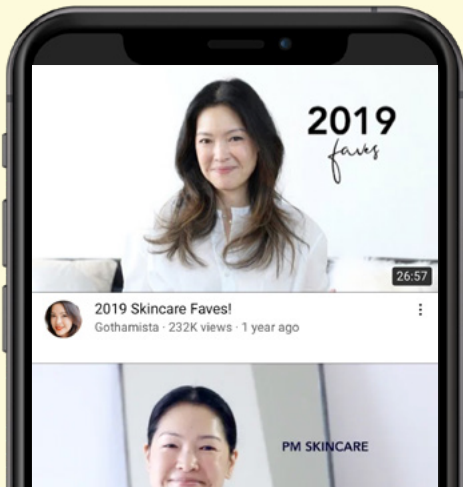 2019
faves
26:57
2019 Skincare Faves!
Gothamista · 232K views · 1 year ago
PM SKINCARE